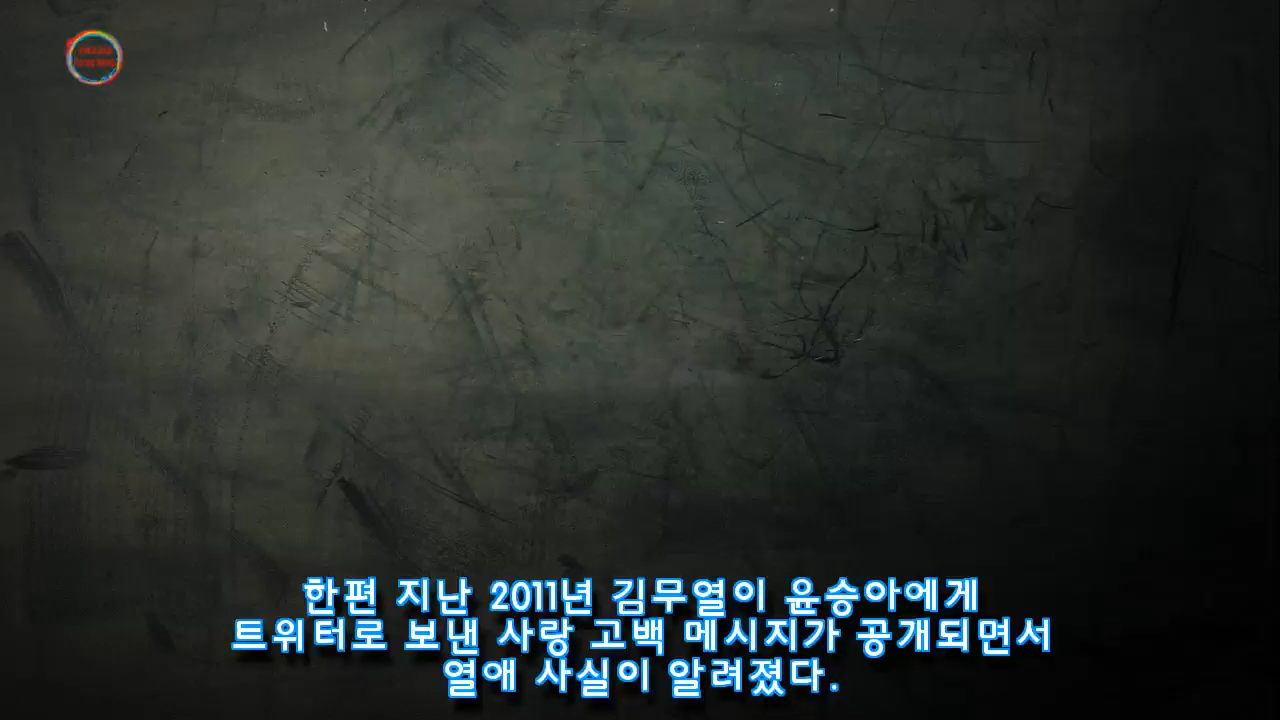 한편 지난 2011년 김무열이 윤승아에게
트위터로 보낸 사랑 고백 메시지가 공개되면서
열애 사실이 알려졌다.